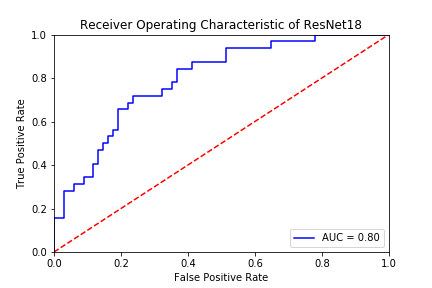 Receiver Operating Characteristic of ResNet18
1.0
0.8
0.6
0.4
0.2
0.0
True Positive Rate
AUC = 0.80
0.0 0.2 0.4 0.6 0.8 1.0
False Positive Rate